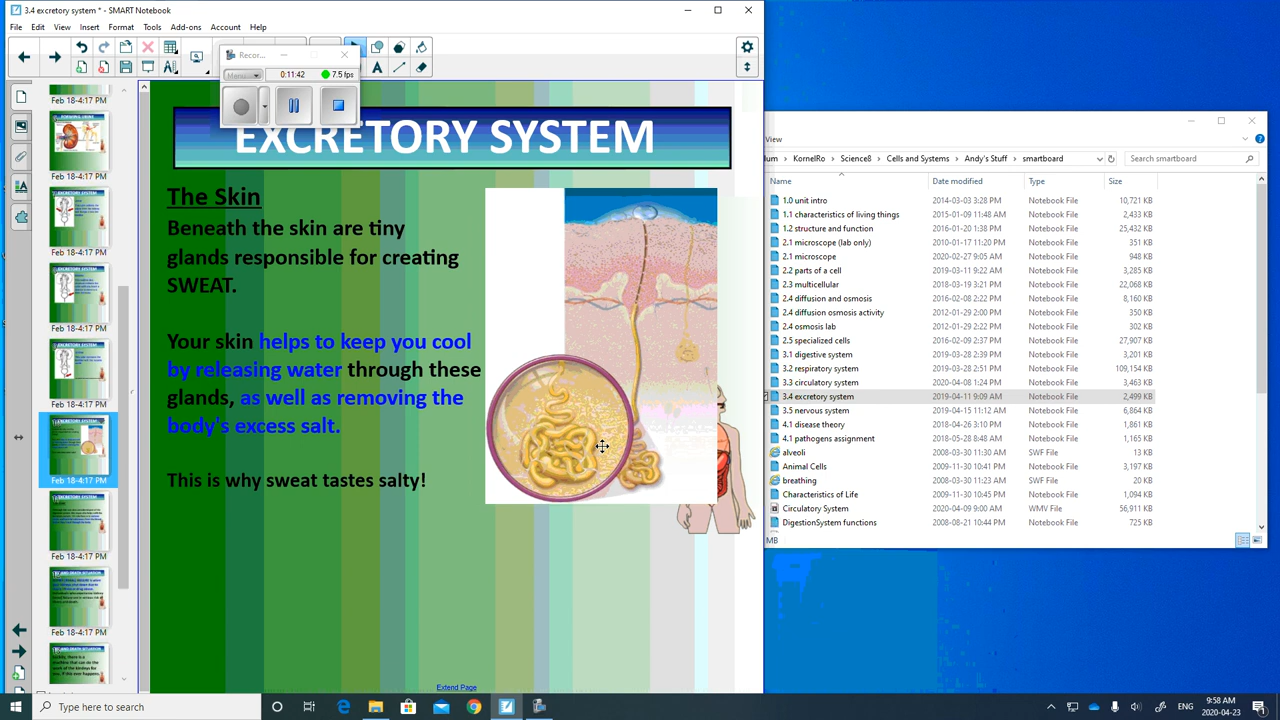 3.4 excretory system * - SMART Notebook
File Edit View Insert Format Tools Add-ons Account Help
Recor...
Menu
0:11:42
7.5 fps
EXCRETORY SYSTEM
The Skin
Beneath the skin are tiny
glands responsible for creating
SWEAT.
Your skin helps to keep you cool
by releasing water through these
glands, as well as removing the
body's excess salt.
This is why sweat tastes salty!
Extend Page
Feb 18-4:17 PM
Feb 18-4:17 PM
Feb 18-4:17 PM
Feb 18-4:17 PM
Feb 18-4:17 PM
Feb 18-4:17 PM
Feb 18-4:17 PM
Feb 18-4:17 PM
View
KornelRo Science8 Cells and Systems Andy's Stuff smartboard Search smartboard
Name Date modified Type Size
1.0 unit intro 2014-03-03 3:28 PM Notebook File 10,721 KB
1.1 characteristics of living things 2015-01-09 11:48 AM Notebook File 2,433 KB
1.2 structure and function 2016-01-20 1:38 PM Notebook File 25,432 KB
2.1 microscope (lab only) 2010-01-17 11:20 PM Notebook File 351 KB
2.1 microscope 2020-02-27 9:05 AM Notebook File 948 KB
2.2 parts of a cell 2019-03-11 9:22 AM Notebook File 3,285 KB
2.3 multicellular 2018-02-19 3:21 PM Notebook File 22,068 KB
2.4 diffusion and osmosis 2016-02-08 2:22 PM Notebook File 8,160 KB
2.4 diffusion osmosis activity 2012-01-29 2:00 PM Notebook File 350 KB
2.4 osmosis lab 2012-01-29 2:22 PM Notebook File 302 KB
2.5 specialized cells 2016-02-09 2:37 PM Notebook File 27,907 KB
3.1 digestive system 2019-03-28 2:39 PM Notebook File 3,201 KB
3.2 respiratory system 2019-03-28 2:51 PM Notebook File 109,154 KB
3.3 circulatory system 2020-04-08 1:24 PM Notebook File 3,463 KB
3.4 excretory system 2019-04-11 9:09 AM Notebook File 2,499 KB
3.5 nervous system 2019-04-15 11:12 AM Notebook File 6,864 KB
4.1 disease theory 2018-04-26 3:10 PM Notebook File 1,861 KB
4.1 pathogens assignment 2018-05-28 8:48 AM Notebook File 1,165 KB
alveoli 2008-03-30 11:30 AM SWF File 13 KB
Animal Cells 2009-11-30 10:41 PM Notebook File 3,197 KB
breathing 2008-03-30 11:23 AM SWF File 20 KB
Characteristics of Life 2009-11-30 10:45 PM Notebook File 1,094 KB
Circulatory System 2020-04-09 9:00 AM WMV File 56,911 KB
DigestionSystem functions 2008-08-21 10:44 PM Notebook File 725 KB
MB
Type here to search
9:58 AM
2020-04-23